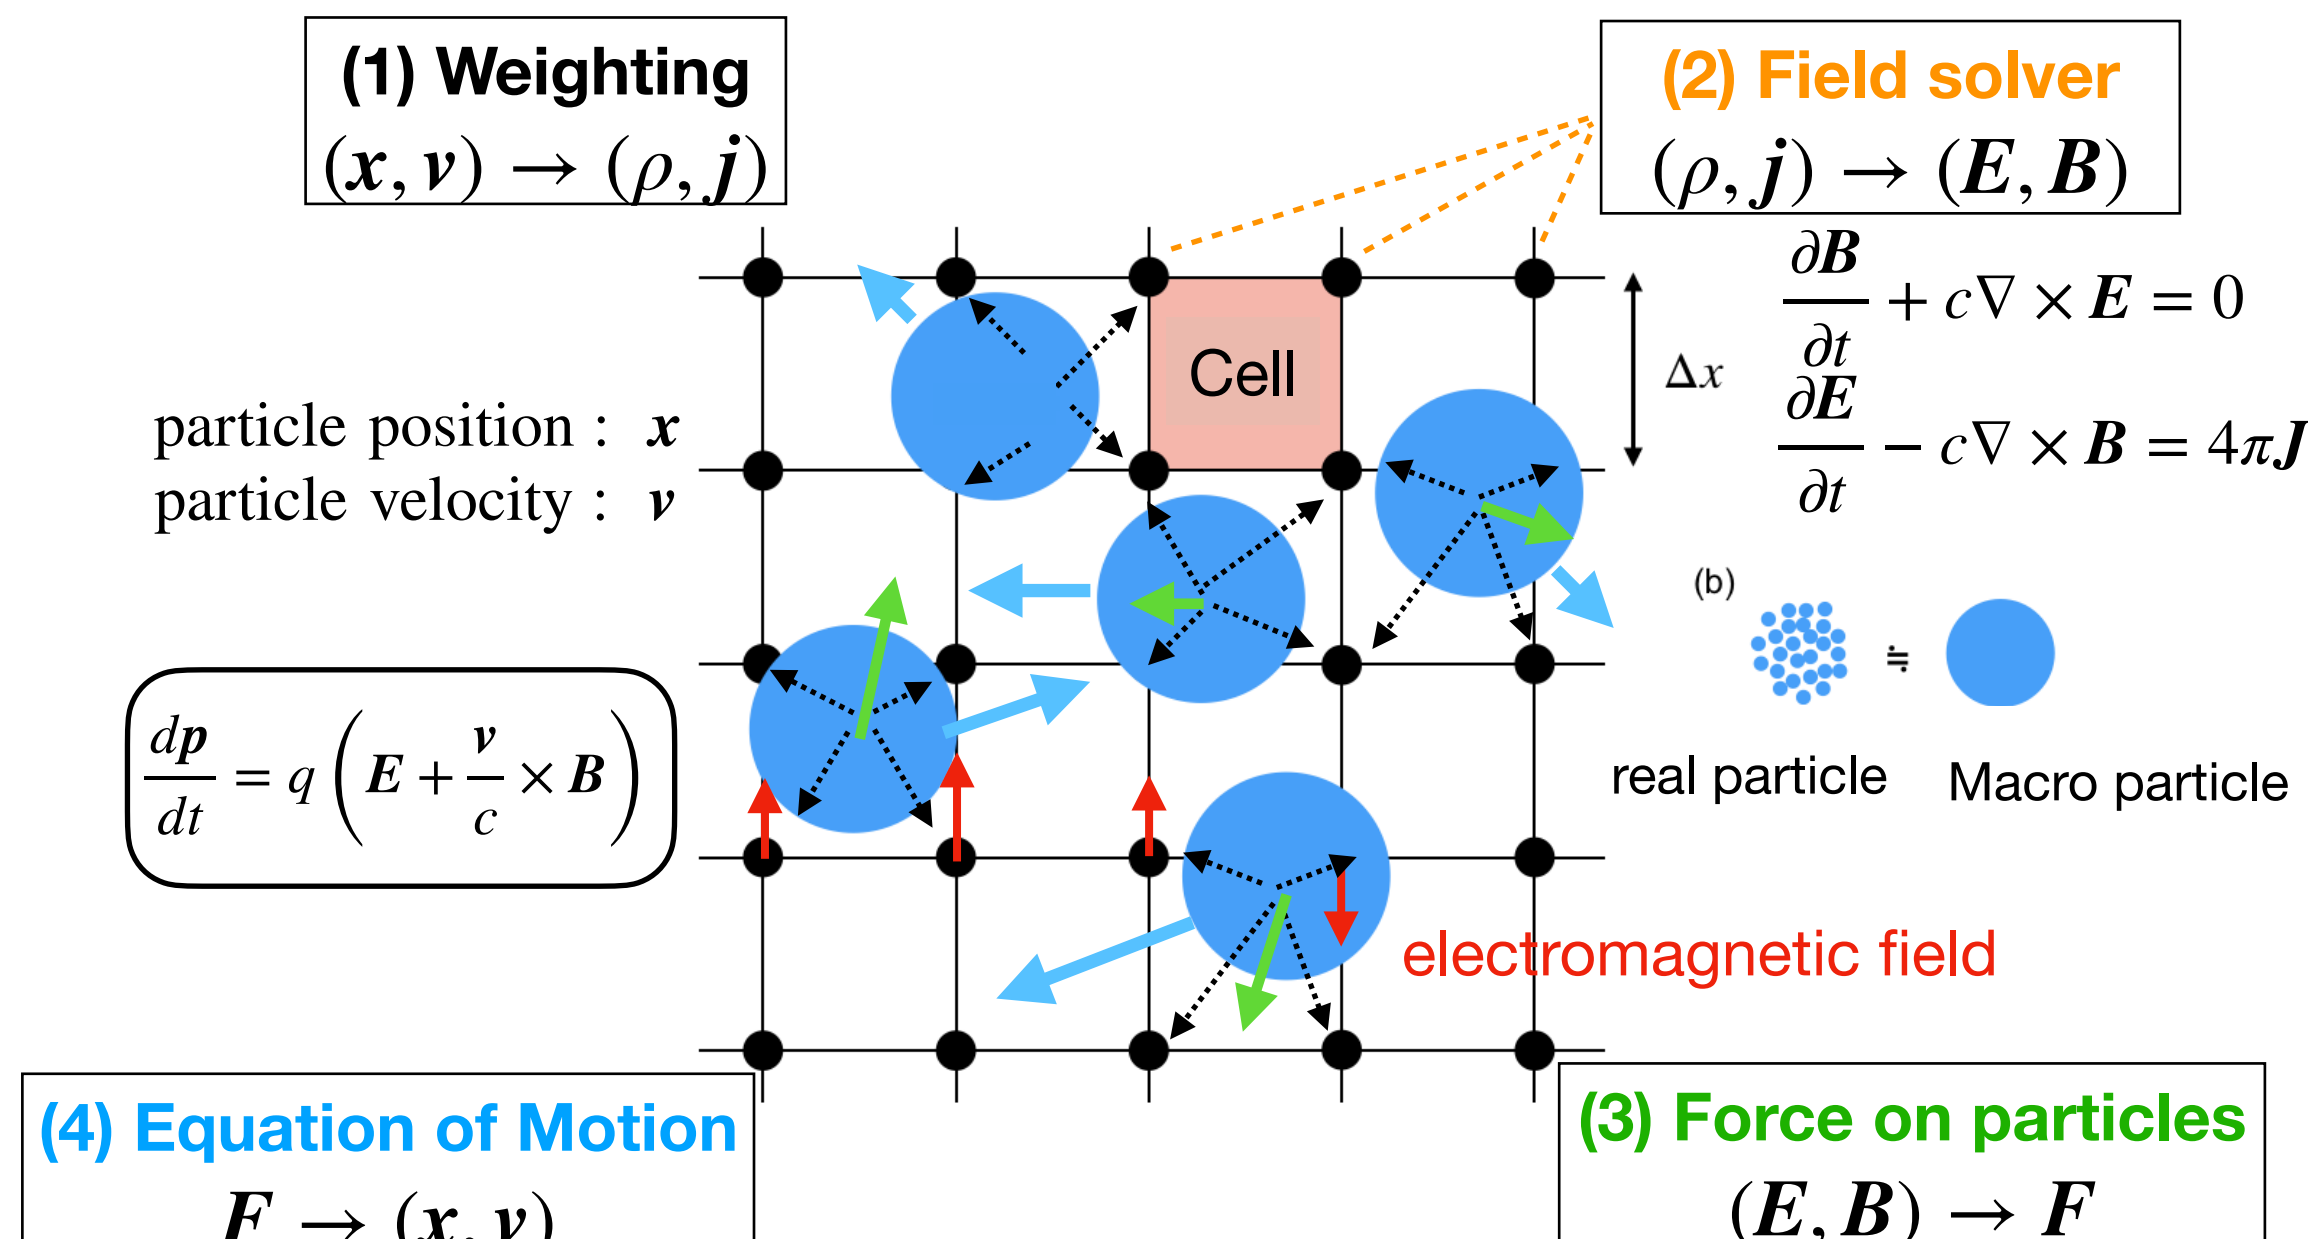 (1) Weighting
(x, v) → (ρ, j)
(2) Field solver
(ρ, j) → (E, B)
∂B/∂t + c∇ × E = 0
∂E/∂t − c∇ × B = 4πJ
Cell
Δx
particle position : x
particle velocity : v
(b)
≒
real particle
Macro particle
dp/dt = q(E + v/c × B)
electromagnetic field
(4) Equation of Motion
F → (x, v)
(3) Force on particles
(E, B) → F